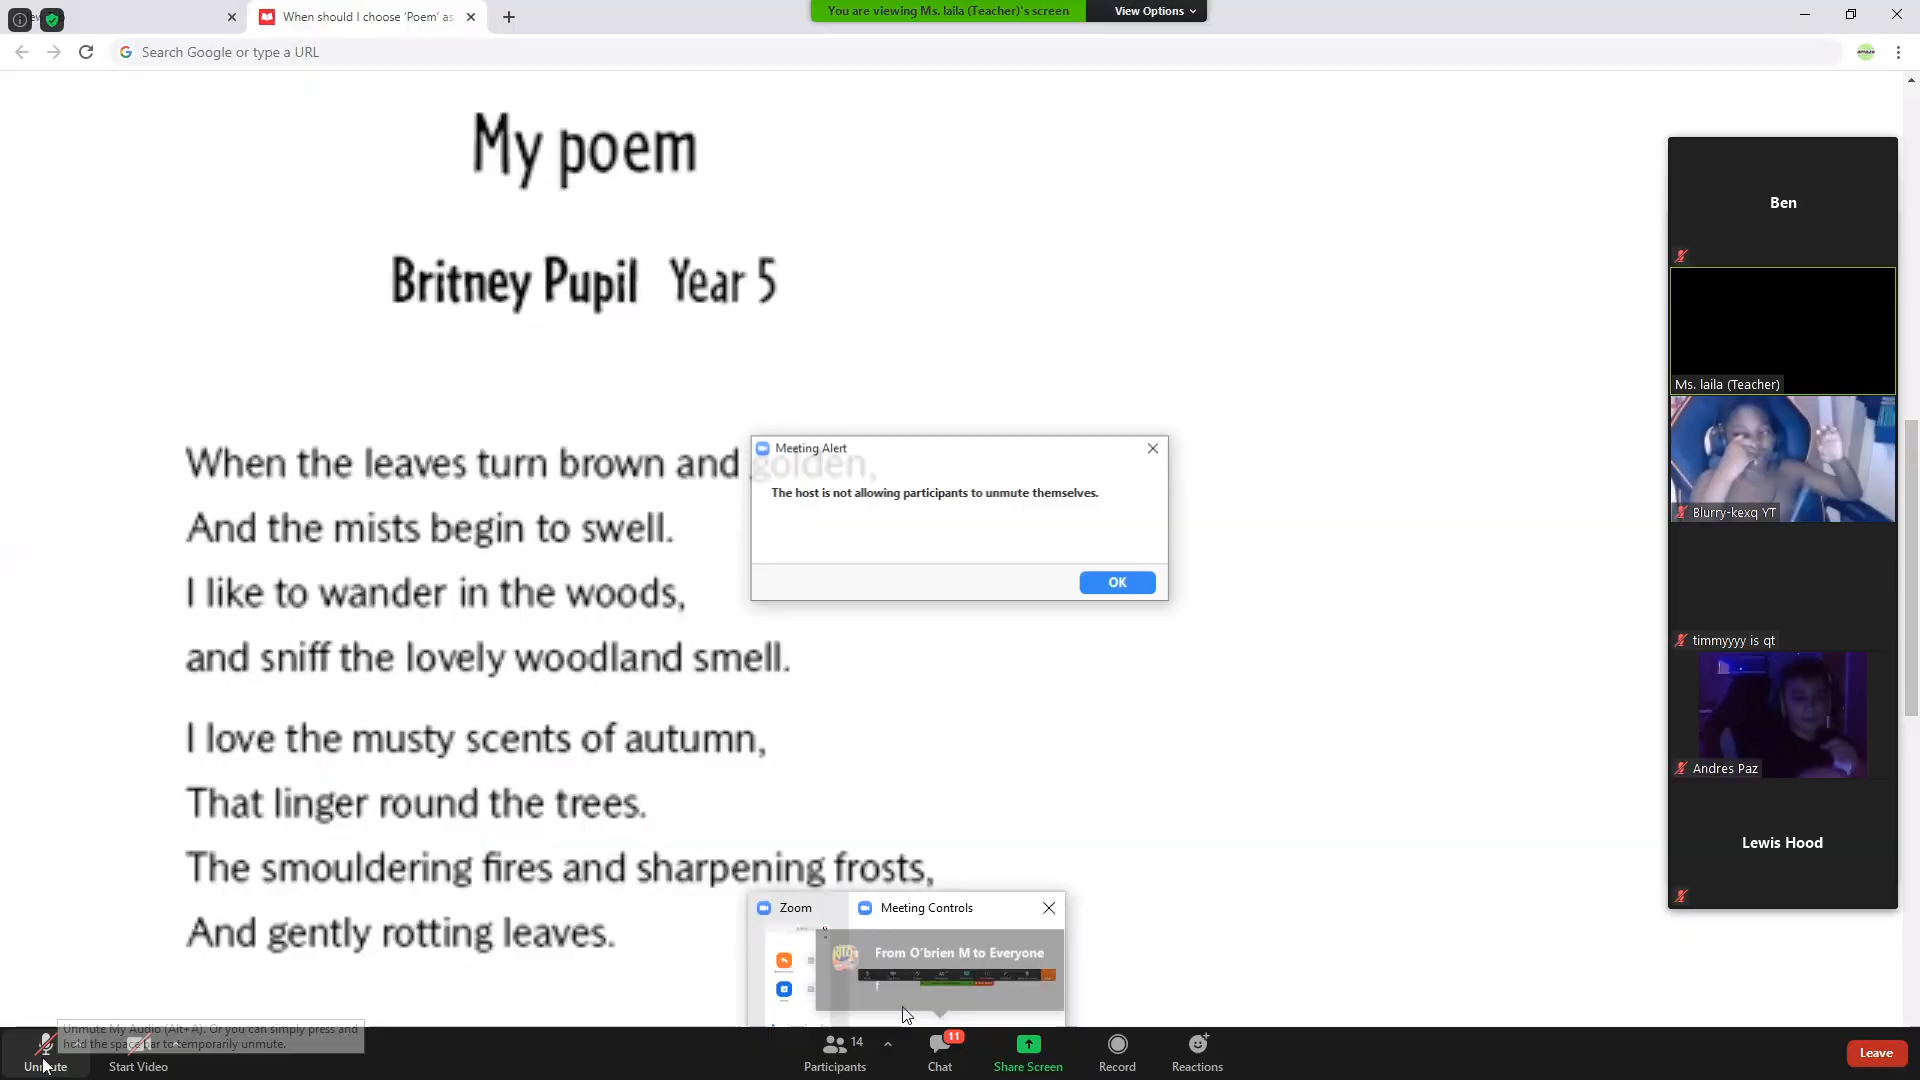 When should I choose 'Poem' as
You are viewing Ms. laila (Teacher)'s screen
View Options
Search Google or type a URL
My poem
Britney Pupil Year 5
When the leaves turn brown and golden,
And the mists begin to swell.
I like to wander in the woods,
and sniff the lovely woodland smell.
I love the musty scents of autumn,
That linger round the trees.
The smouldering fires and sharpening frosts,
And gently rotting leaves.
Meeting Alert
The host is not allowing participants to unmute themselves.
OK
Ben
Ms. laila (Teacher)
Blurry-kexq YT
timmyyyy is qt
Andres Paz
Lewis Hood
Zoom
Meeting Controls
From O'brien M to Everyone
f
Unmute My Audio (Alt+A). Or you can simply press and
hold the space bar to temporarily unmute.
Unmute
Start Video
Participants
14
Chat
11
Share Screen
Record
Reactions
Leave